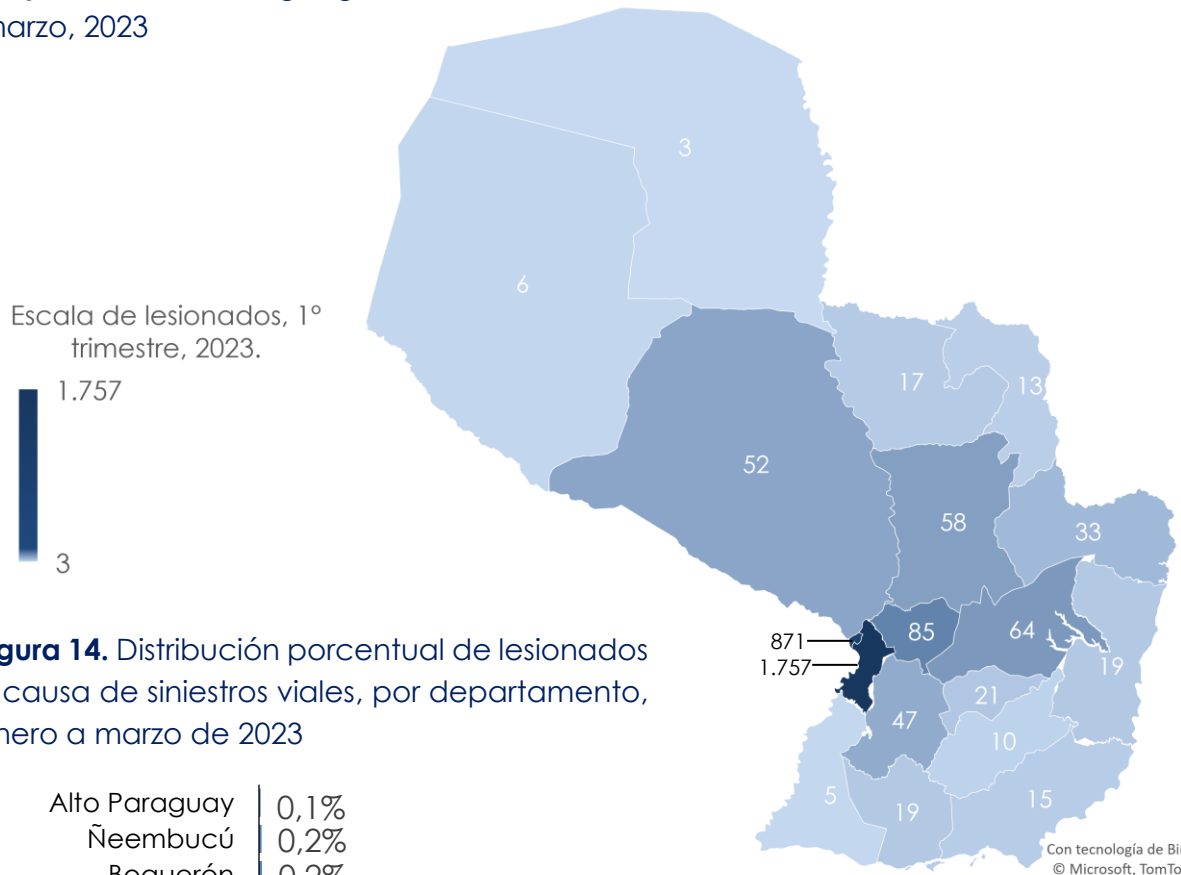 marzo, 2023
3
6
Escala de lesionados, 1°
trimestre, 2023.
1.757
3
17
13
52
58
33
871
1.757
85
64
19
21
47
10
5
19
15
gura 14. Distribución porcentual de lesionados
causa de siniestros viales, por departamento,
nero a marzo de 2023
Alto Paraguay 0,1%
Ñeembucú 0,2%
Boquerón 0,2%
Con tecnología de Bi
© Microsoft, TomTo